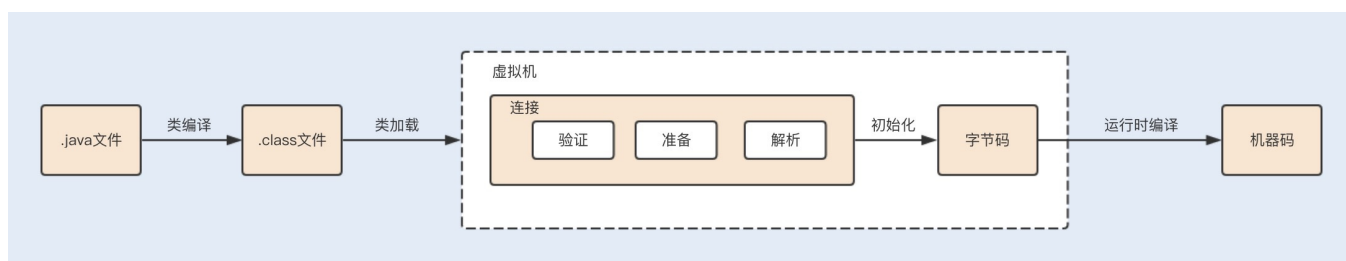 虚拟机
连接
.java文件
类编译
.class文件
类加载
验证
准备
解析
初始化
字节码
运行时编译
机器码